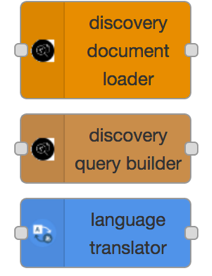 discovery
document
loader
discovery
query builder
language
translator